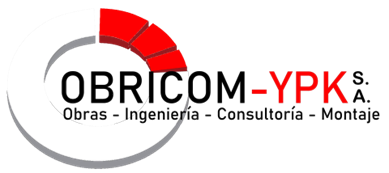 OBRICOM-YPK S.A.
Obras - Ingeniería - Consultoría - Montaje